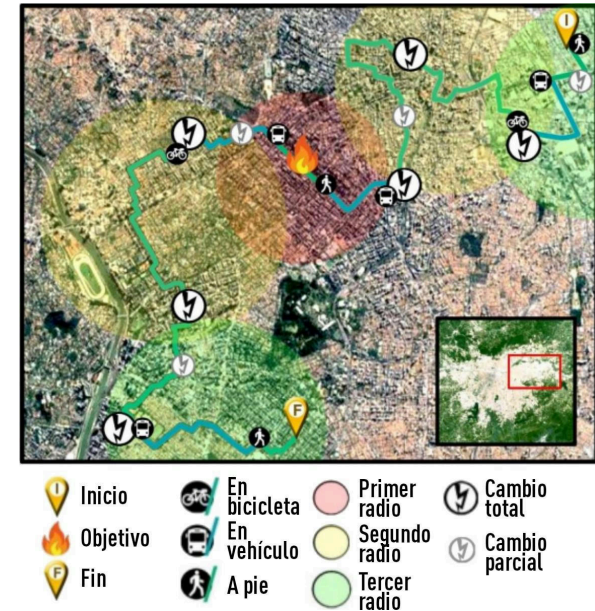 I
F
I Inicio
En
bicicleta
Primer
radio
Cambio
total
Objetivo
En
vehículo
Segundo
radio
Cambio
parcial
F Fin
A pie
Tercer
radio